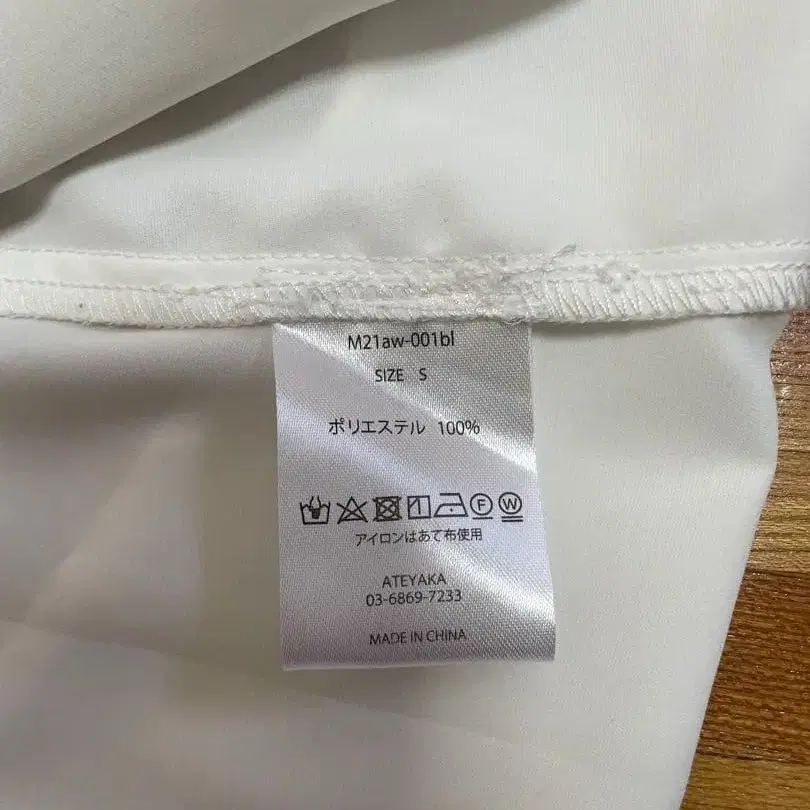 M21aw-001bl
SIZE S
ポリエステル 100%
F W
アイロンはあて布使用
ATEYAKA
03-6869-7233
MADE IN CHINA